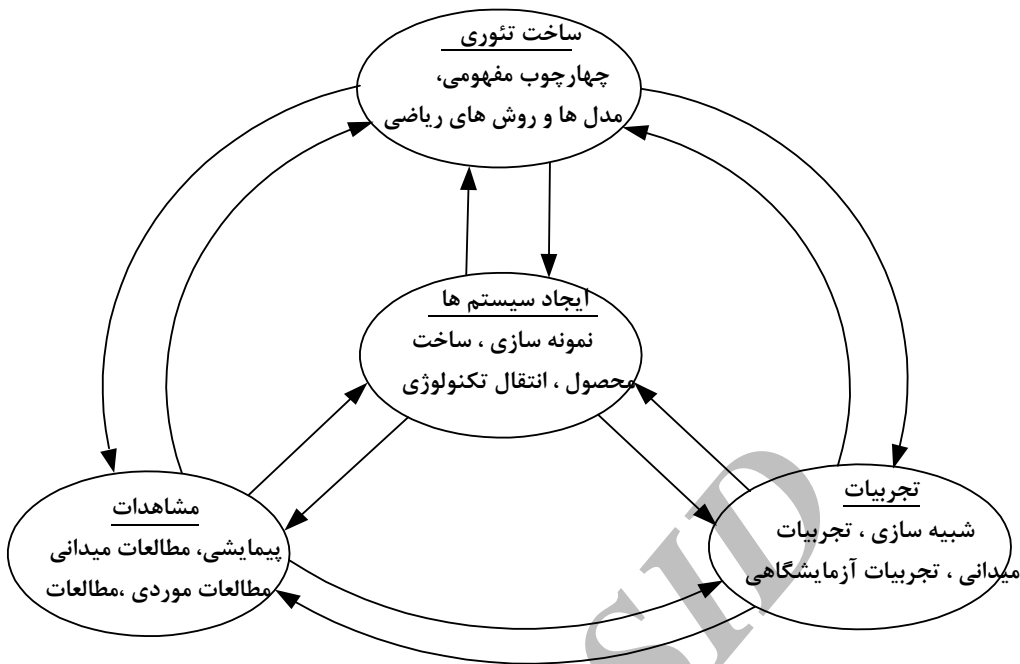 ساخت تئوری
چهارچوب مفهومی،
مدل ها و روش های ریاضی
ایجاد سیستم ها
نمونه سازی ، ساخت
محصول ، انتقال تکنولوژی
مشاهدات
پیمایشی، مطالعات میدانی
مطالعات موردی ،مطالعات
تجربیات
شبیه سازی ، تجربیات
میدانی ، تجربیات آزمایشگاهی
SID